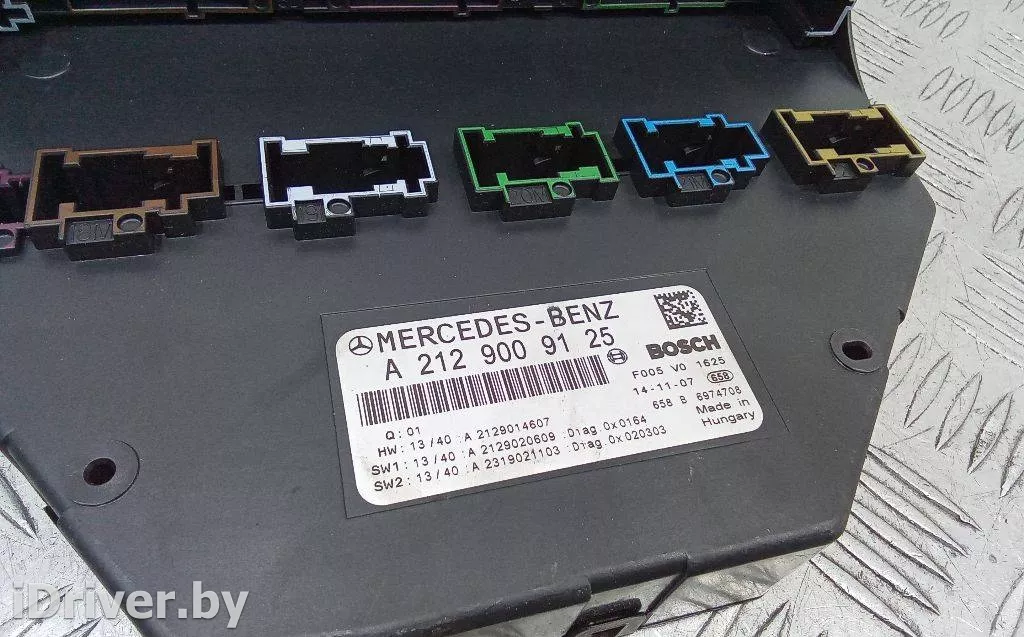 MERCEDES-BENZ
A 212 900 91 25
BOSCH
F005 V0 1625
14-11-07 658
658 B 6974708
Made in
Hungary
Q:01
HW:13/40:A 2129014607
SW1:13/40:A 2129020609:Diag.0x0164
SW2:13/40:A 2319021103:Diag.0x020303
iDriver.by